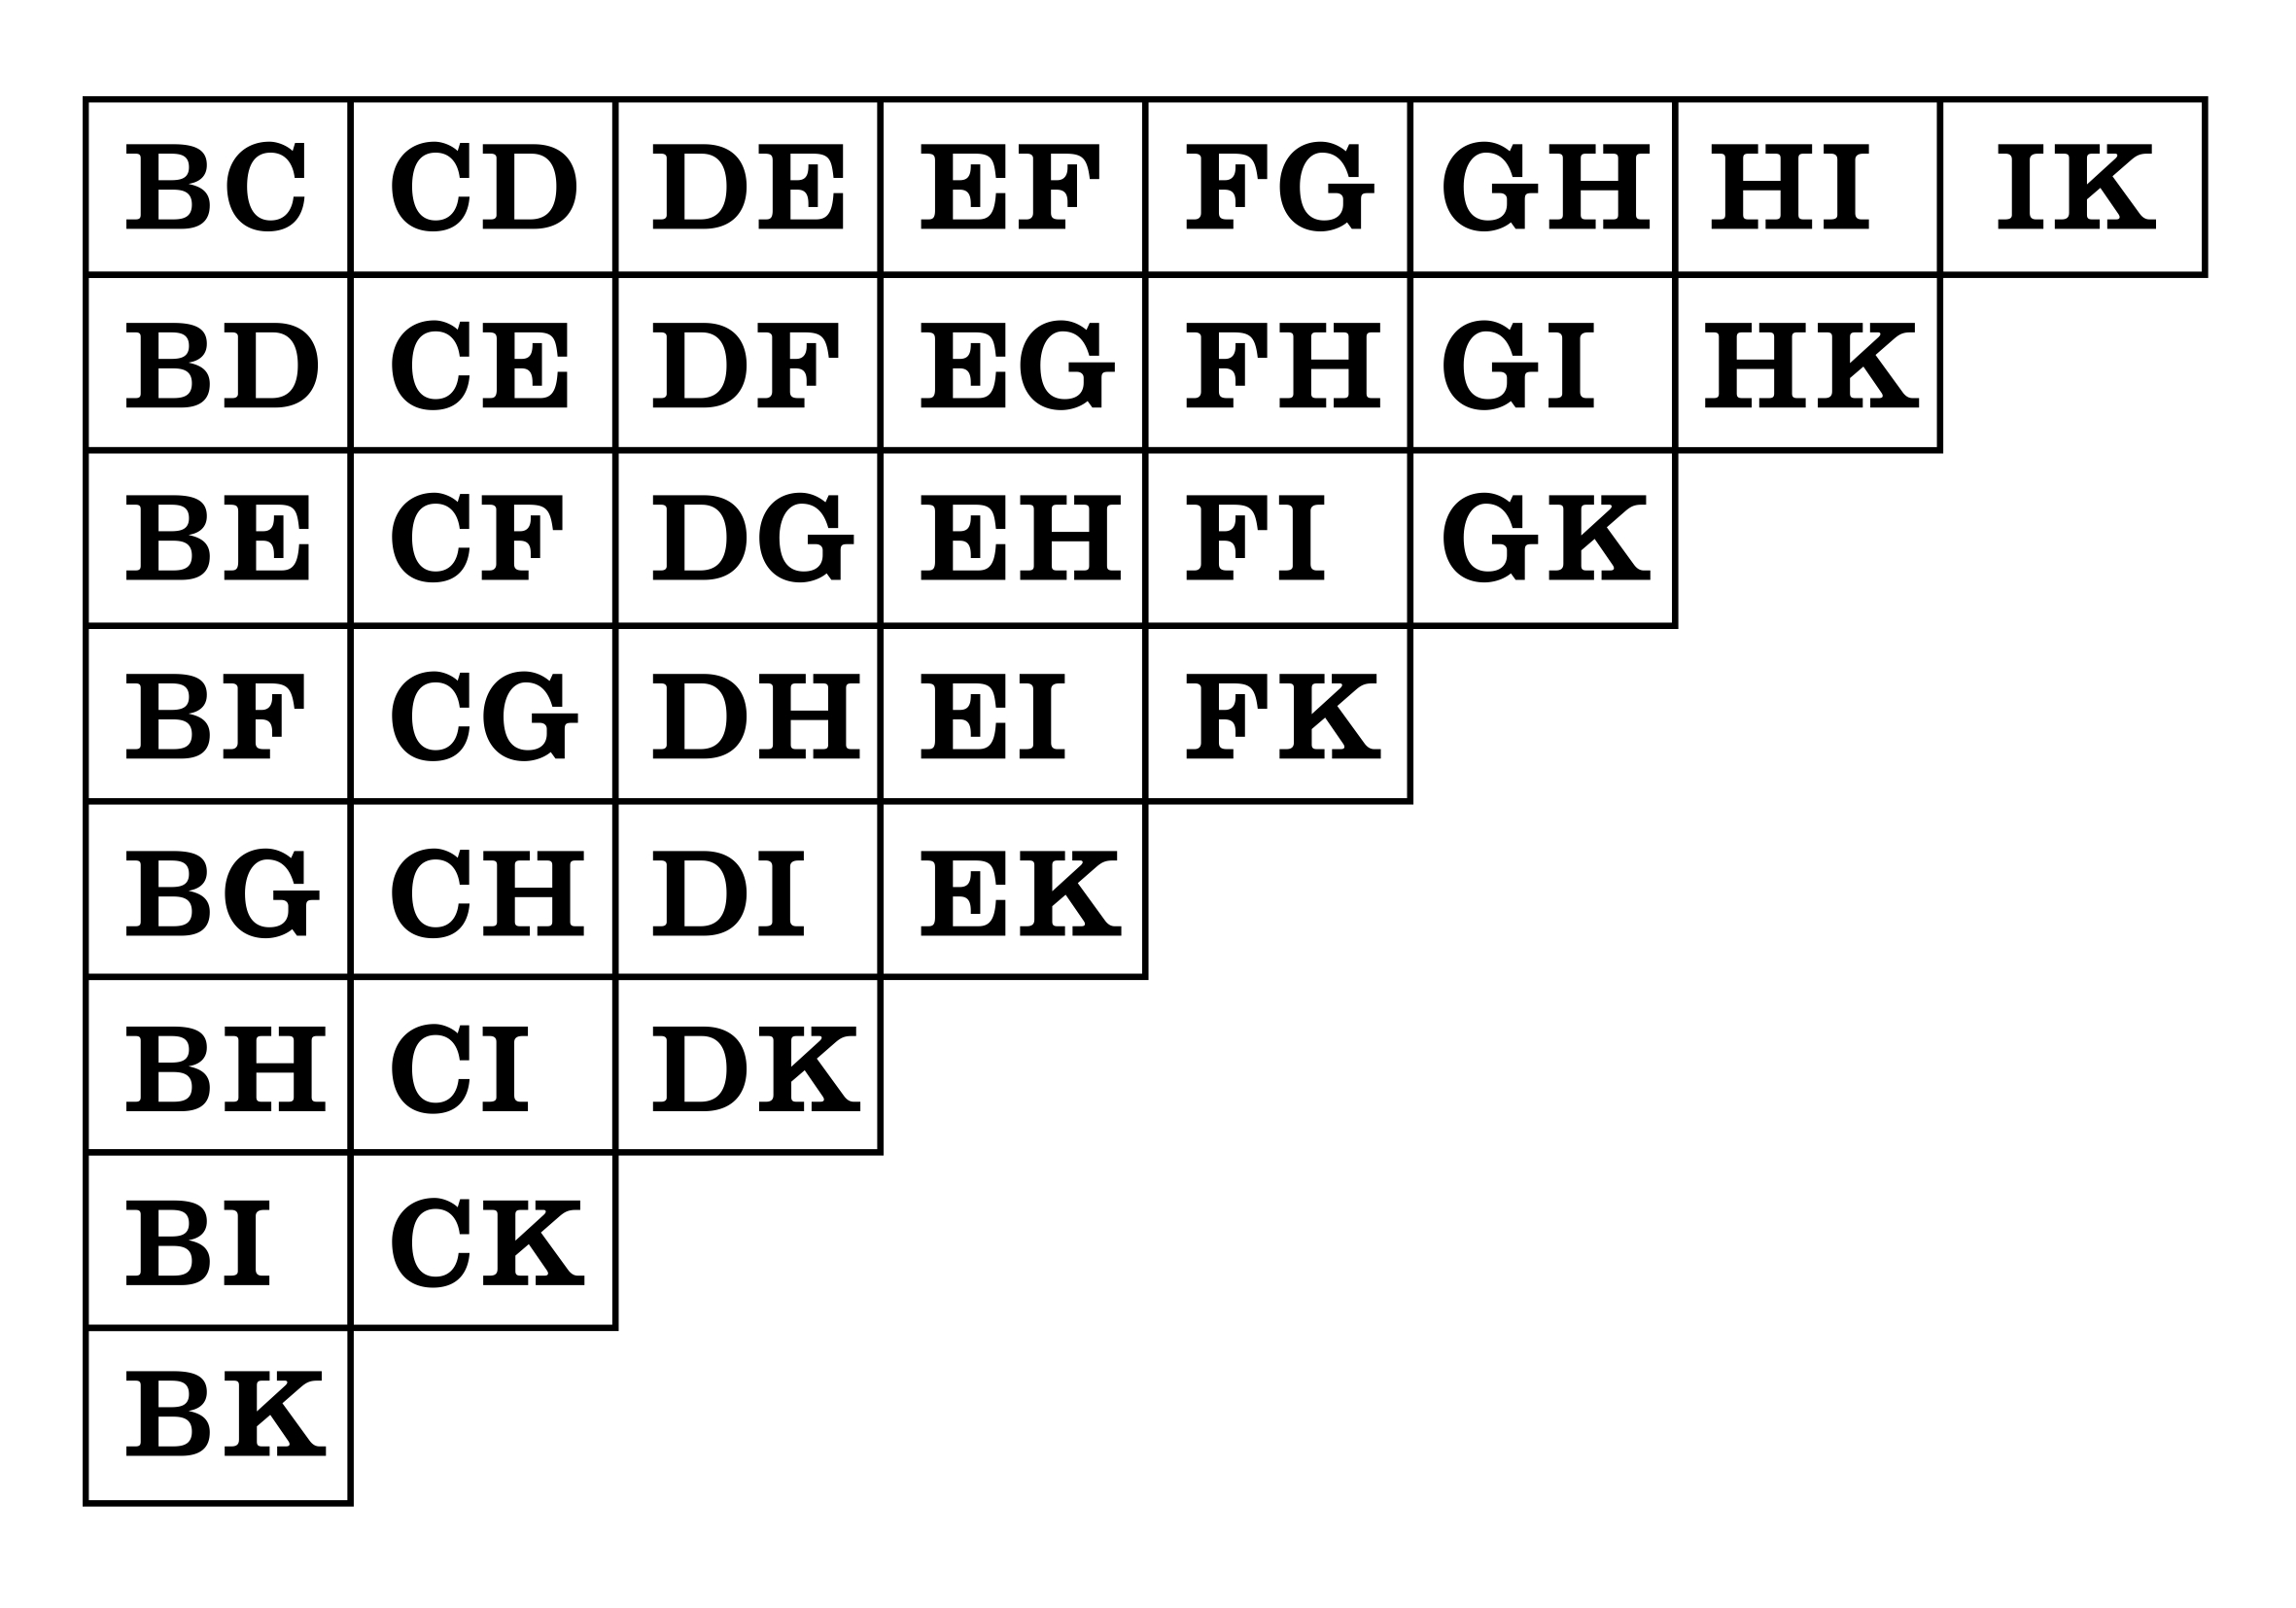 BC CD DE EF FG GH HI IK
BD CE DF EG FH GI HK
BE CF DG EH FI GK
BF CG DH EI FK
BG CH DI EK
BH CI DK
BI CK
BK